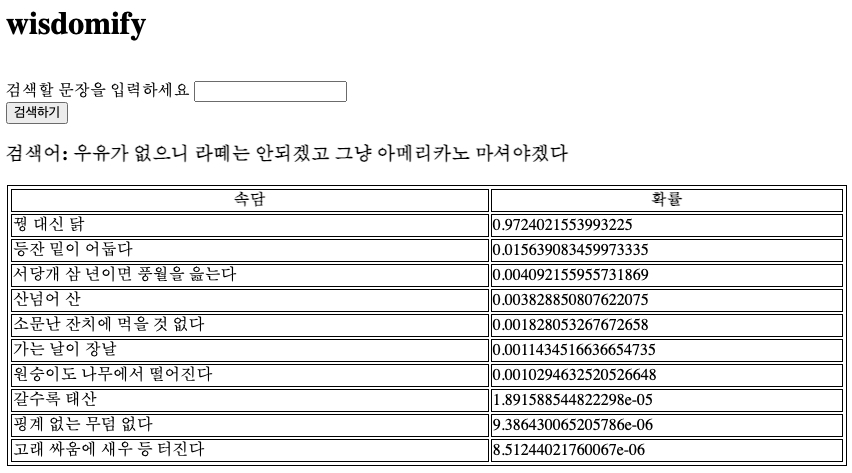 wisdomify
검색할 문장을 입력하세요
검색하기
검색어: 우유가 없으니 라떼는 안되겠고 그냥 아메리카노 마셔야겠다
속담 확률
꿩 대신 닭 0.9724021553993225
등잔 밑이 어둡다 0.015639083459973335
서당개 삼 년이면 풍월을 읊는다 0.004092155955731869
산넘어 산 0.003828850807622075
소문난 잔치에 먹을 것 없다 0.001828053267672658
가는 날이 장날 0.0011434516636654735
원숭이도 나무에서 떨어진다 0.0010294632520526648
갈수록 태산 1.891588544822298e-05
핑계 없는 무덤 없다 9.386430065205786e-06
고래 싸움에 새우 등 터진다 8.51244021760067e-06